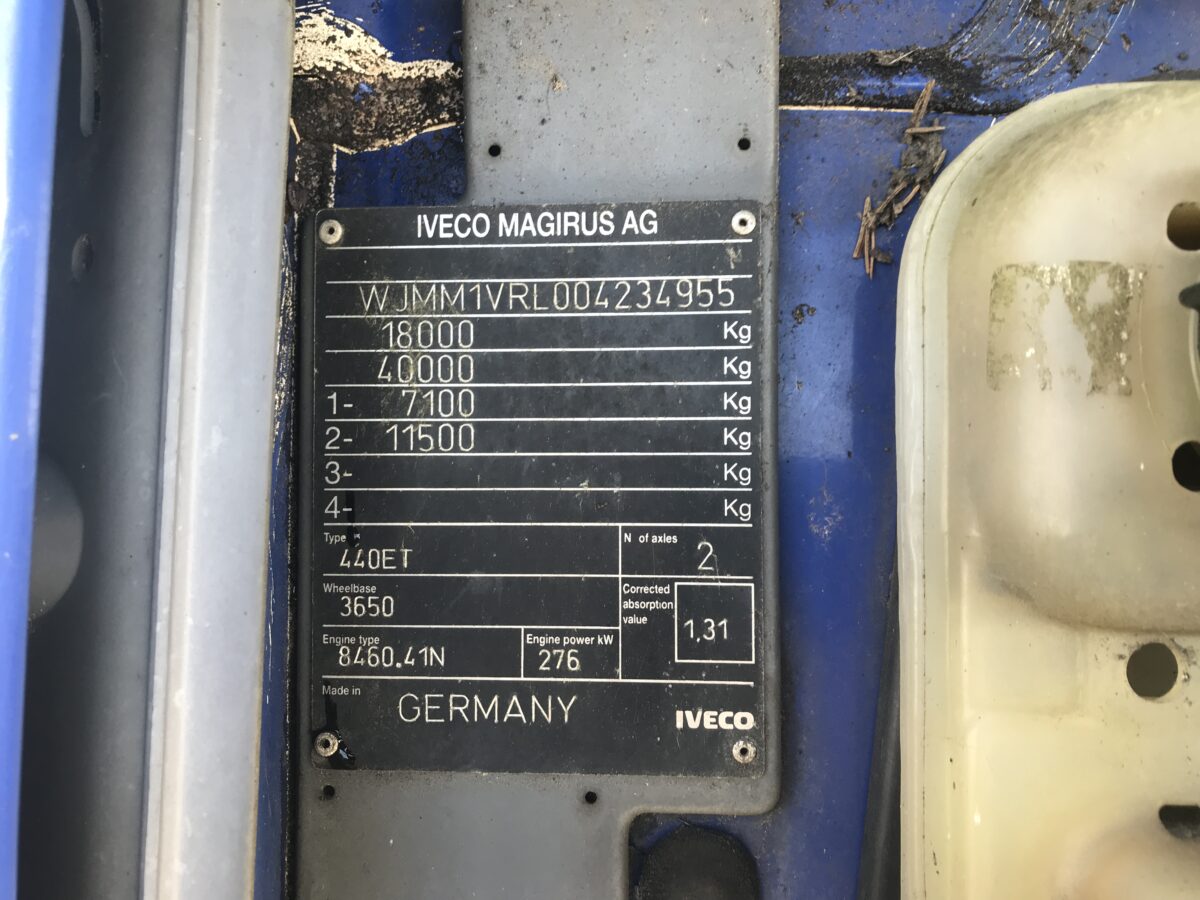 IVECO MAGIRUS AG
WJMM1VRL004234955
18000 Kg
40000 Kg
1- 7100 Kg
2- 11500 Kg
3- Kg
4- Kg
Type
440ET
N of axles 2
Wheelbase
3650
Corrected
absorption
value
1,31
Engine type
8460.41N
Engine power kW
276
Made in
GERMANY
IVECO